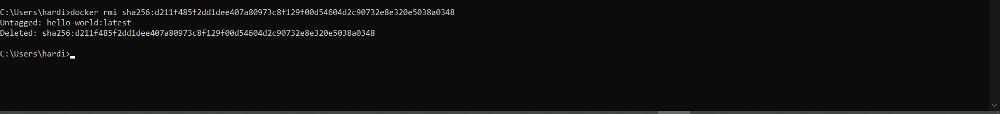 C:\Users\hardi>docker rmi sha256:d211f485f2dd1dee407a80973c8f129f00d54604d2c90732e8e320e5038a0348
Untagged: hello-world:latest
Deleted: sha256:d211f485f2dd1dee407a80973c8f129f00d54604d2c90732e8e320e5038a0348
C:\Users\hardi>